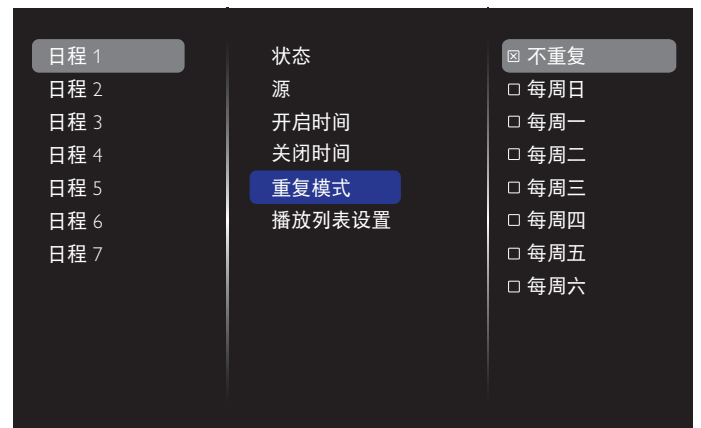 日程 1
日程 2
日程 3
日程 4
日程 5
日程 6
日程 7
状态
源
开启时间
关闭时间
重复模式
播放列表设置
不重复
每周日
每周一
每周二
每周三
每周四
每周五
每周六